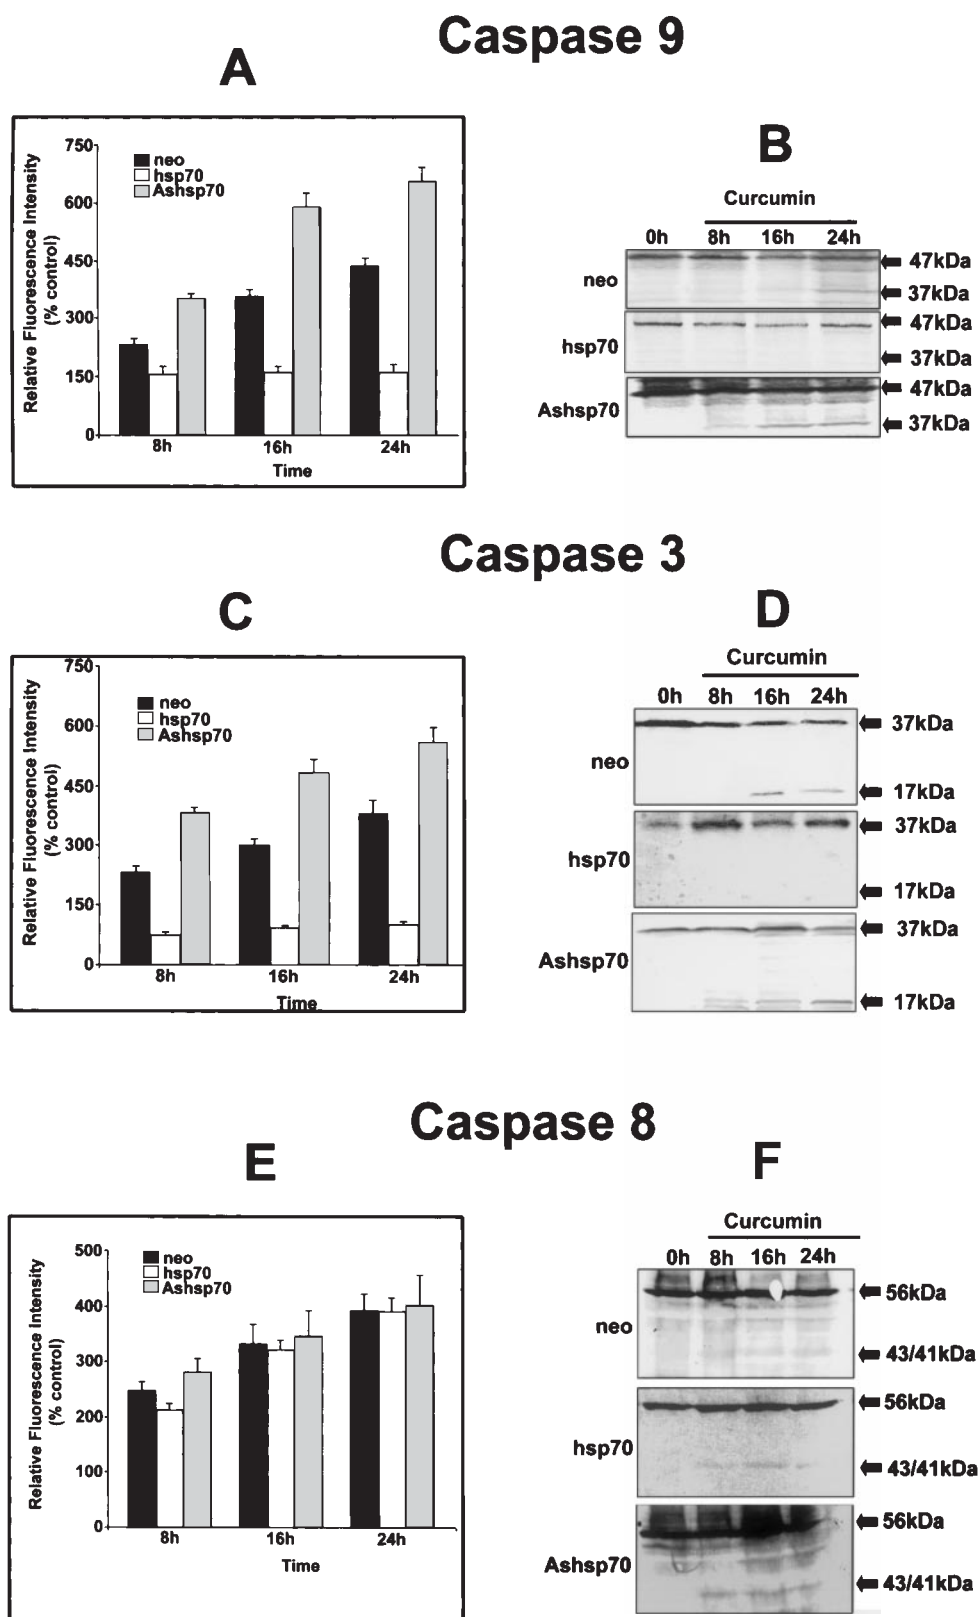 Caspase 9
A
750
600
450
300
150
0
Relative Fluorescence Intensity
(% control)
neo
hsp70
Ashsp70
8h 16h 24h
Time
B
Curcumin
0h 8h 16h 24h
neo
47kDa
37kDa
hsp70
47kDa
37kDa
Ashsp70
47kDa
37kDa
Caspase 3
C
750
600
450
300
150
0
Relative Fluorescence Intensity
(% control)
neo
hsp70
Ashsp70
8h 16h 24h
Time
D
Curcumin
0h 8h 16h 24h
neo
37kDa
17kDa
hsp70
37kDa
17kDa
Ashsp70
37kDa
17kDa
Caspase 8
E
500
400
300
200
100
0
Relative Fluorescence Intensity
(% control)
neo
hsp70
Ashsp70
8h 16h 24h
Time
F
Curcumin
0h 8h 16h 24h
neo
56kDa
43/41kDa
hsp70
56kDa
43/41kDa
Ashsp70
56kDa
43/41kDa